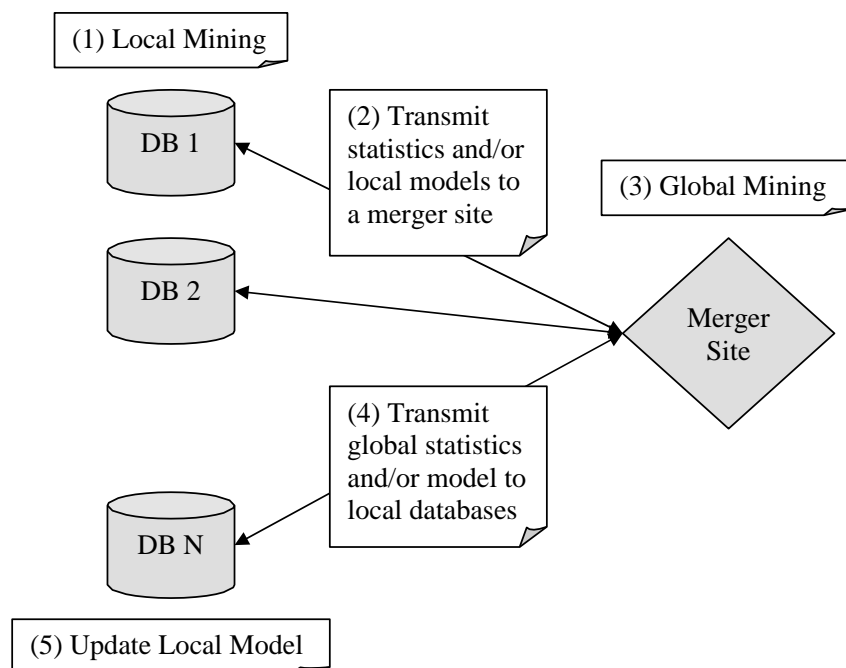 (1) Local Mining
DB 1
(2) Transmit
statistics and/or
local models to
a merger site
(3) Global Mining
DB 2
Merger
Site
(4) Transmit
global statistics
and/or model to
local databases
DB N
(5) Update Local Model